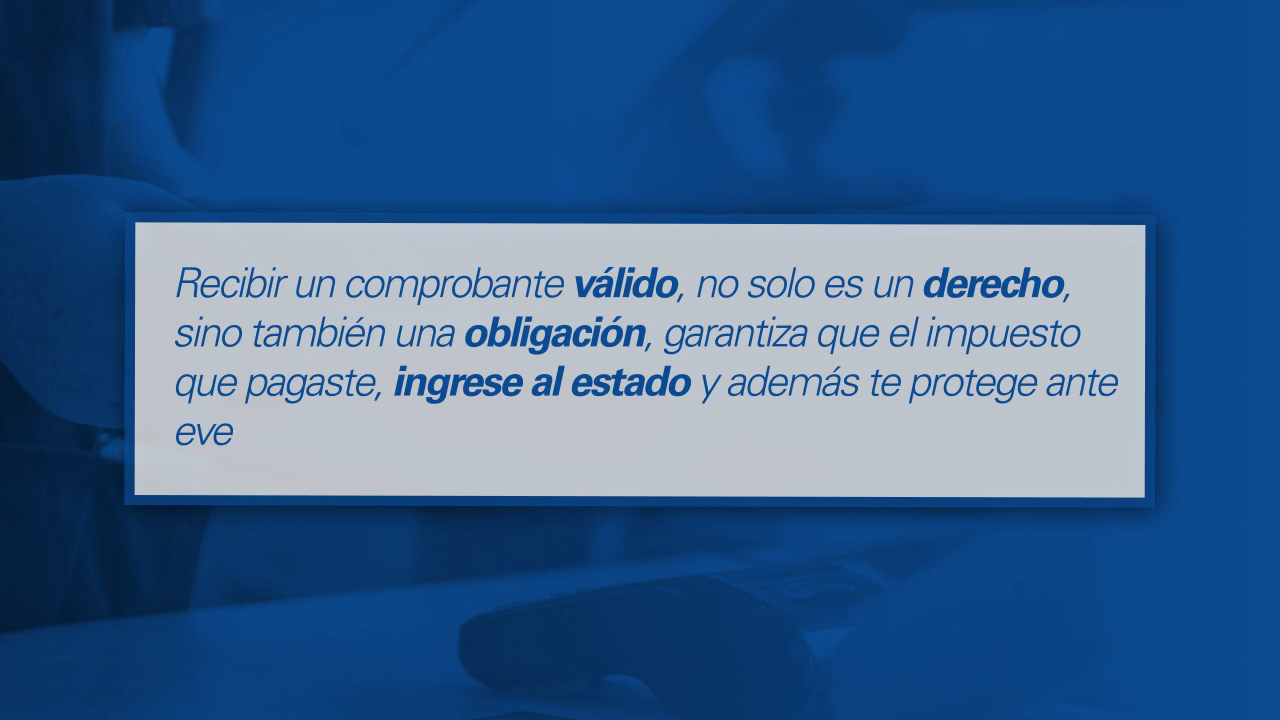 Recibir un comprobante válido, no solo es un derecho,
sino también una obligación, garantiza que el impuesto
que pagaste, ingrese al estado y además te protege ante
eve